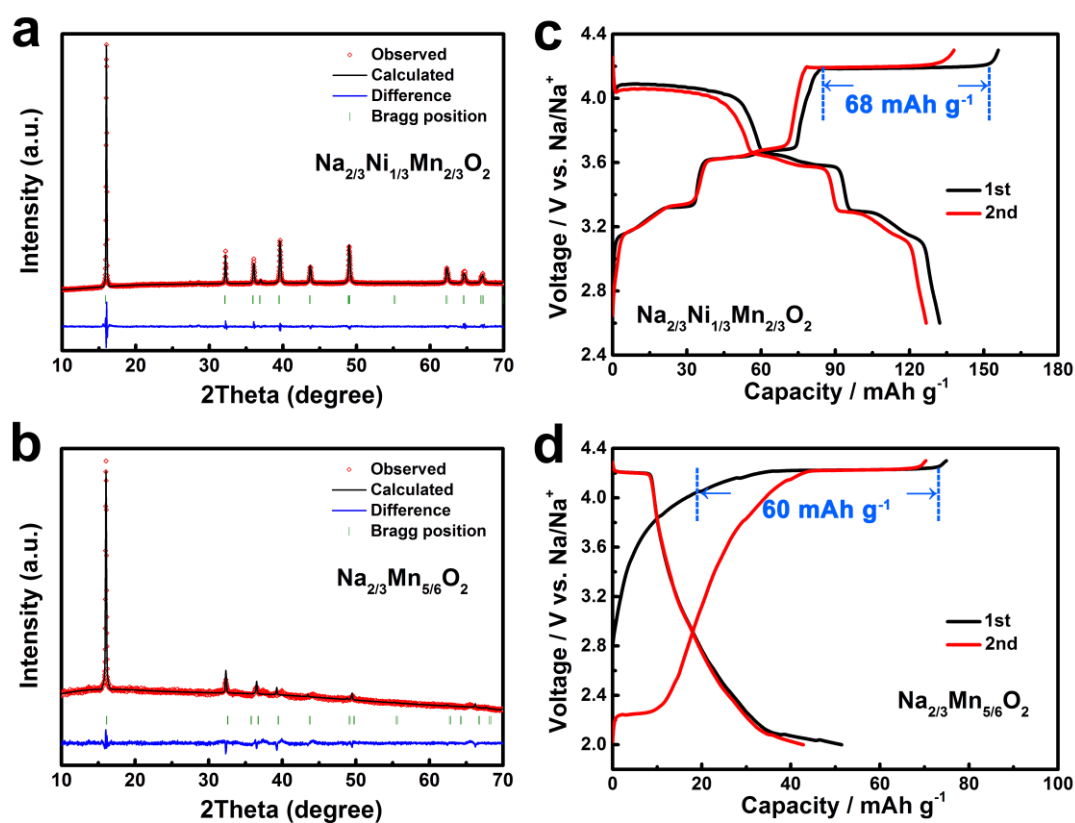 a
Observed
Calculated
Difference
Bragg position
Na2/3Ni1/3Mn2/3O2
Intensity (a.u.)
10 20 30 40 50 60 70
2Theta (degree)
b
Observed
Calculated
Difference
Bragg position
Na2/3Mn5/6O2
Intensity (a.u.)
10 20 30 40 50 60 70
2Theta (degree)
c
4.4
4.0
3.6
3.2
2.8
2.4
Voltage / V vs. Na/Na+
68 mAh g-1
1st
2nd
Na2/3Ni1/3Mn2/3O2
0 30 60 90 120 150 180
Capacity / mAh g-1
d
4.4
4.0
3.6
3.2
2.8
2.4
2.0
Voltage / V vs. Na/Na+
60 mAh g-1
1st
2nd
Na2/3Mn5/6O2
0 20 40 60 80 100
Capacity / mAh g-1